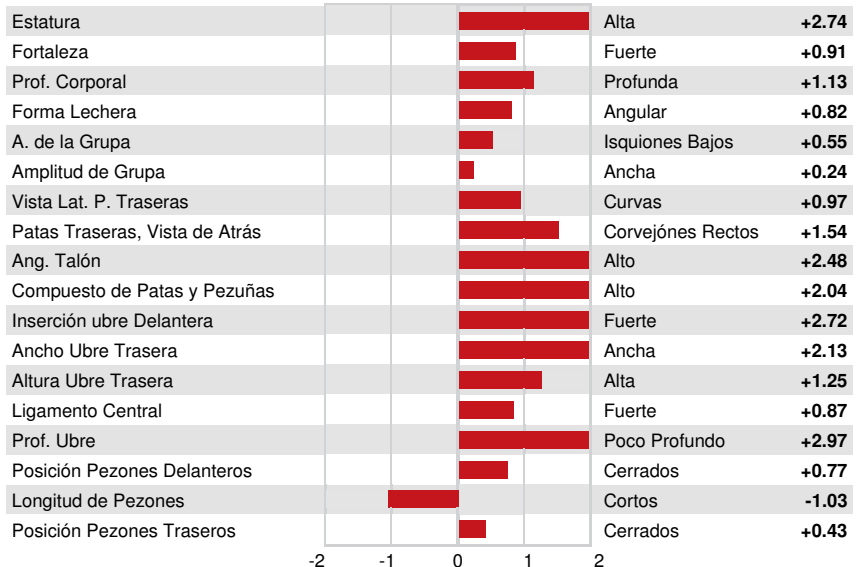 Estatura Alta +2.74
Fortaleza Fuerte +0.91
Prof. Corporal Profunda +1.13
Forma Lechera Angular +0.82
A. de la Grupa Isquiones Bajos +0.55
Amplitud de Grupa Ancha +0.24
Vista Lat. P. Traseras Curvas +0.97
Patas Traseras, Vista de Atrás Corvejónes Rectos +1.54
Ang. Talón Alto +2.48
Compuesto de Patas y Pezuñas Alto +2.04
Inserción ubre Delantera Fuerte +2.72
Ancho Ubre Trasera Ancha +2.13
Altura Ubre Trasera Alta +1.25
Ligamento Central Fuerte +0.87
Prof. Ubre Poco Profundo +2.97
Posición Pezones Delanteros Cerrados +0.77
Longitud de Pezones Cortos -1.03
Posición Pezones Traseros Cerrados +0.43
-2 -1 0 1 2